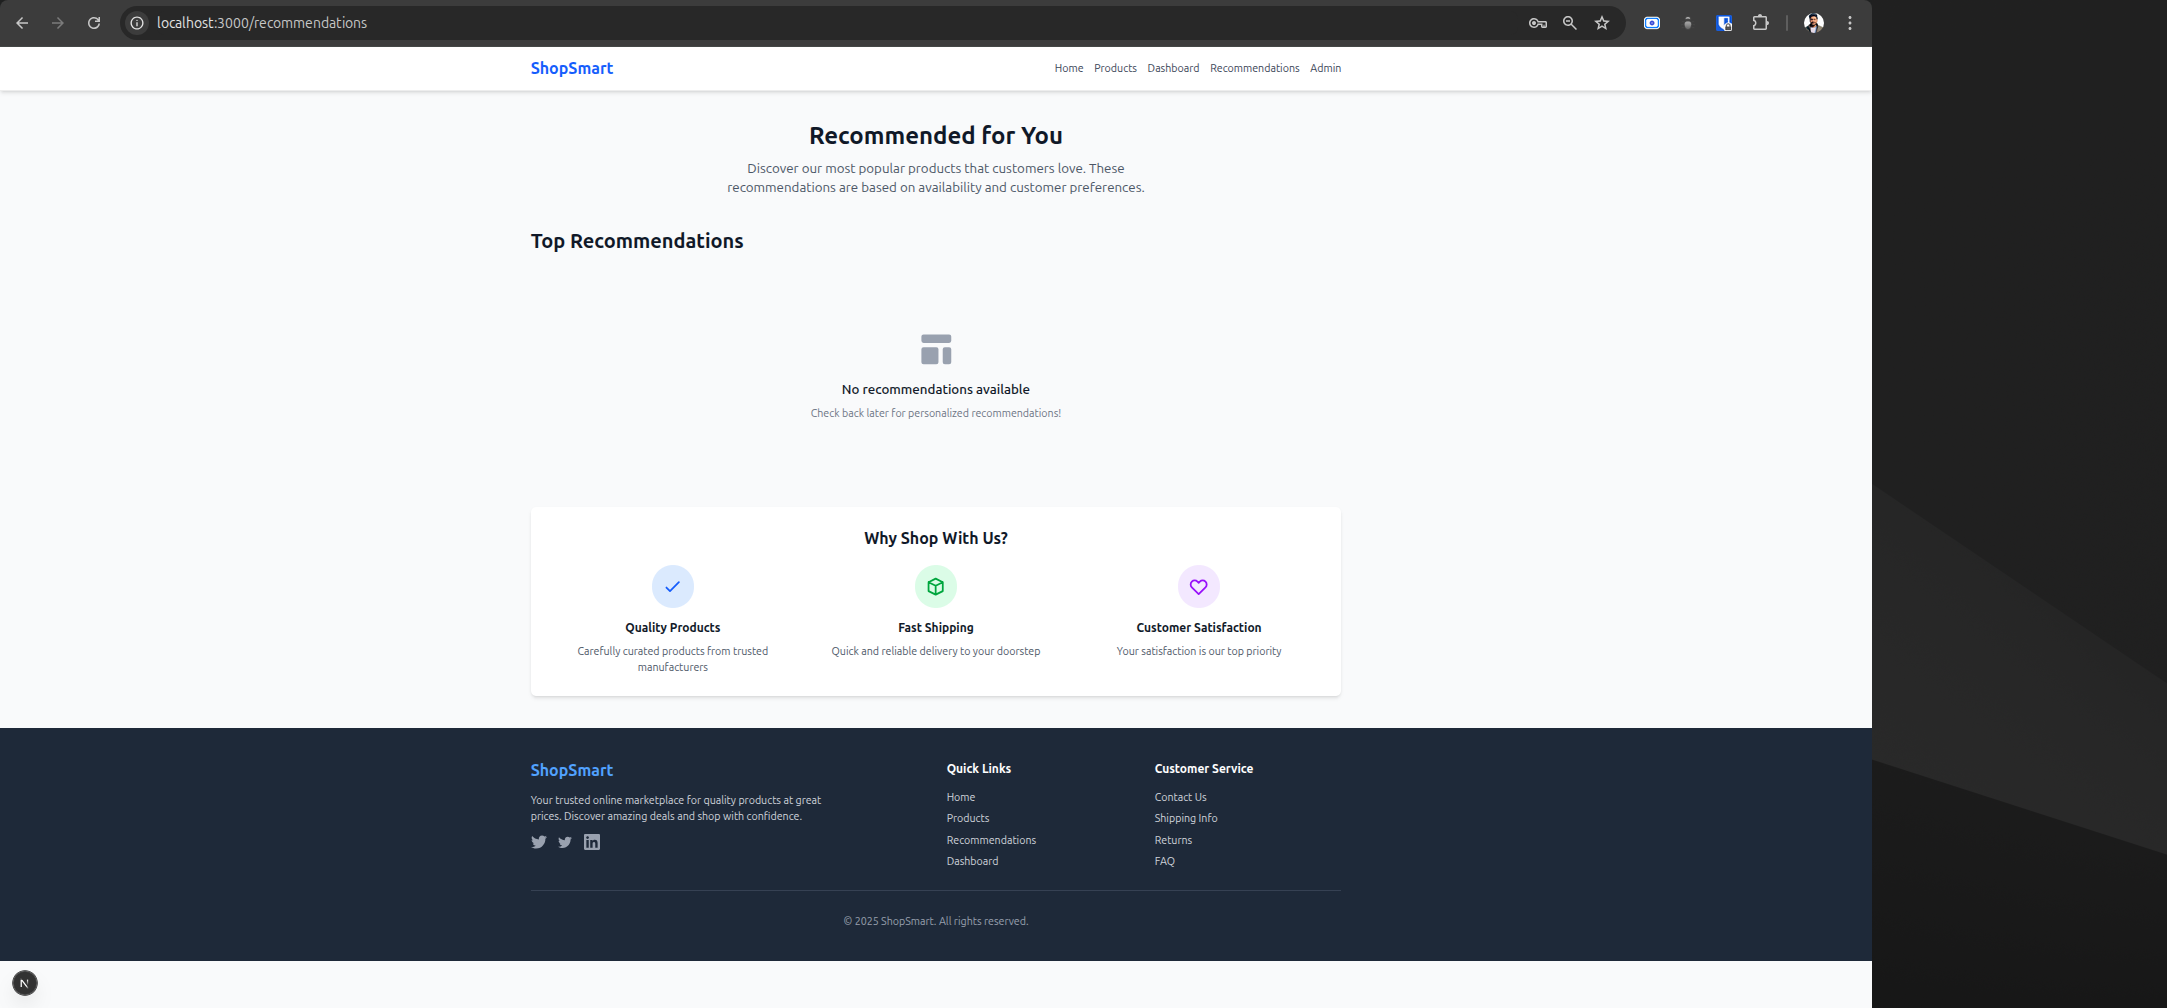 localhost:3000/recommendations
ShopSmart
Home Products Dashboard Recommendations Admin
Recommended for You
Discover our most popular products that customers love. These
recommendations are based on availability and customer preferences.
Top Recommendations
No recommendations available
Check back later for personalized recommendations!
Why Shop With Us?
Quality Products
Carefully curated products from trusted
manufacturers
Fast Shipping
Quick and reliable delivery to your doorstep
Customer Satisfaction
Your satisfaction is our top priority
ShopSmart
Your trusted online marketplace for quality products at great
prices. Discover amazing deals and shop with confidence.
in
Quick Links
Home
Products
Recommendations
Dashboard
Customer Service
Contact Us
Shipping Info
Returns
FAQ
© 2025 ShopSmart. All rights reserved.
N